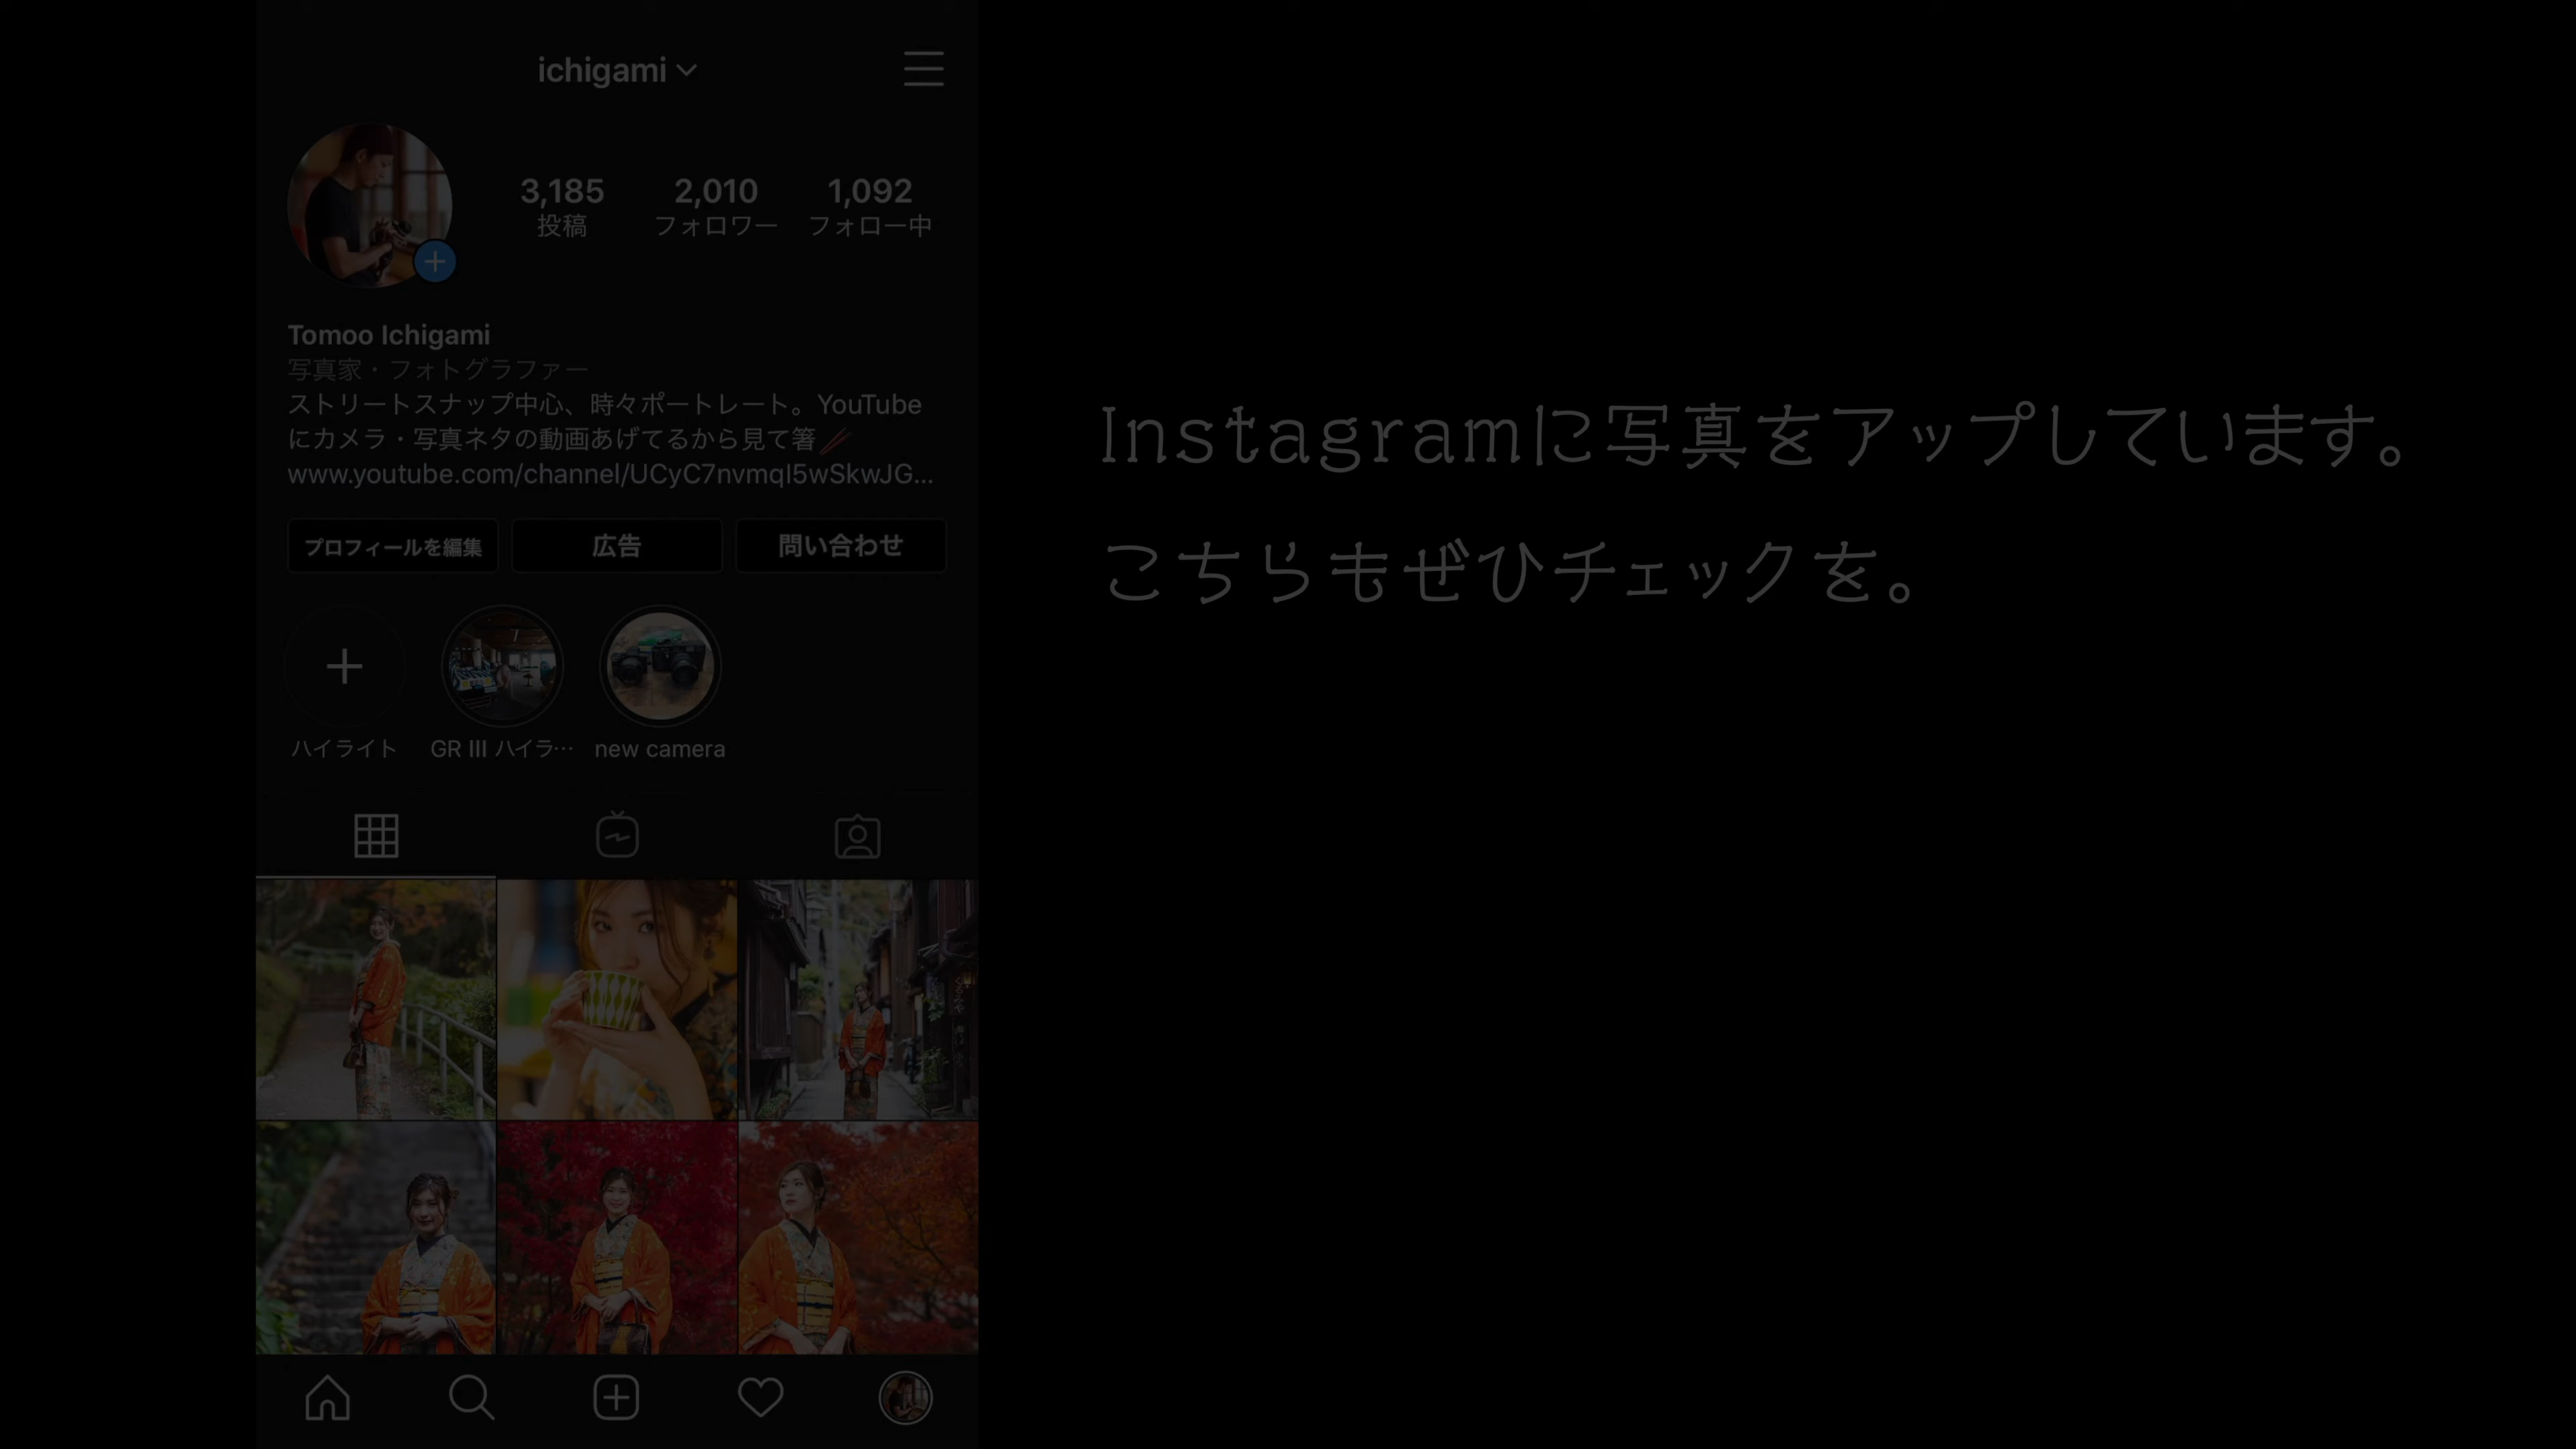 ichigami
3,185
投稿
2,010
フォロワー
1,092
フォロー中
Tomoo Ichigami
写真家・フォトグラファー
ストリートスナップ中心、時々ポートレート。YouTube
にカメラ・写真ネタの動画あげてるから見て箸🥢
www.youtube.com/channel/UCyC7nvmqI5wSkwJG...
プロフィールを編集
広告
問い合わせ
ハイライト
GR III ハイラ…
new camera
Instagramに写真をアップしています。
こちらもぜひチェックを。